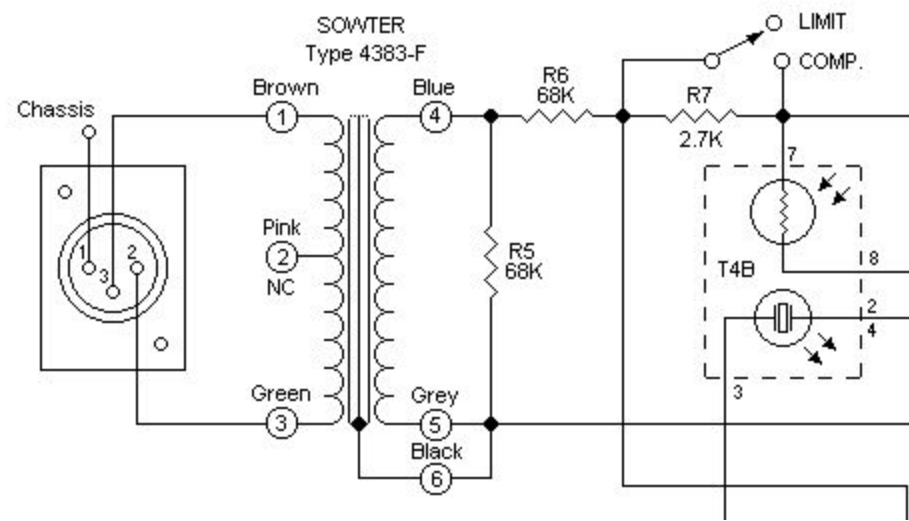 SOWTER
Type 4383-F
LIMIT
COMP.
Brown
Blue
R6
68K
R7
2.7K
Chassis
1
4
7
Pink
2
NC
R5
68K
1
2
3
T4B
8
2
4
3
Green
3
Grey
5
Black
6